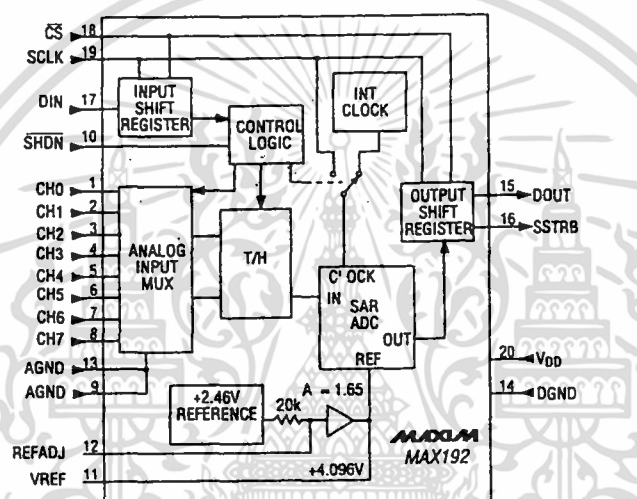 CS 18
SCLK 19
DIN 17
SHDN 10
CH0 1
CH1 2
CH2 3
CH3 4
CH4 5
CH5 6
CH6 7
CH7 8
AGND 13
AGND 9
REFADJ 12
VREF 11
INPUT
SHIFT
REGISTER
CONTROL
LOGIC
INT
CLOCK
ANALOG
INPUT
MUX
T/H
C'OCK
IN
SAR
ADC
OUT
REF
OUTPUT
SHIFT
REGISTER
15 DOUT
16 SSTRB
20 VDD
14 DGND
+2.46V
REFERENCE
20k
A = 1.65
+4.096V
MAXIM
MAX192